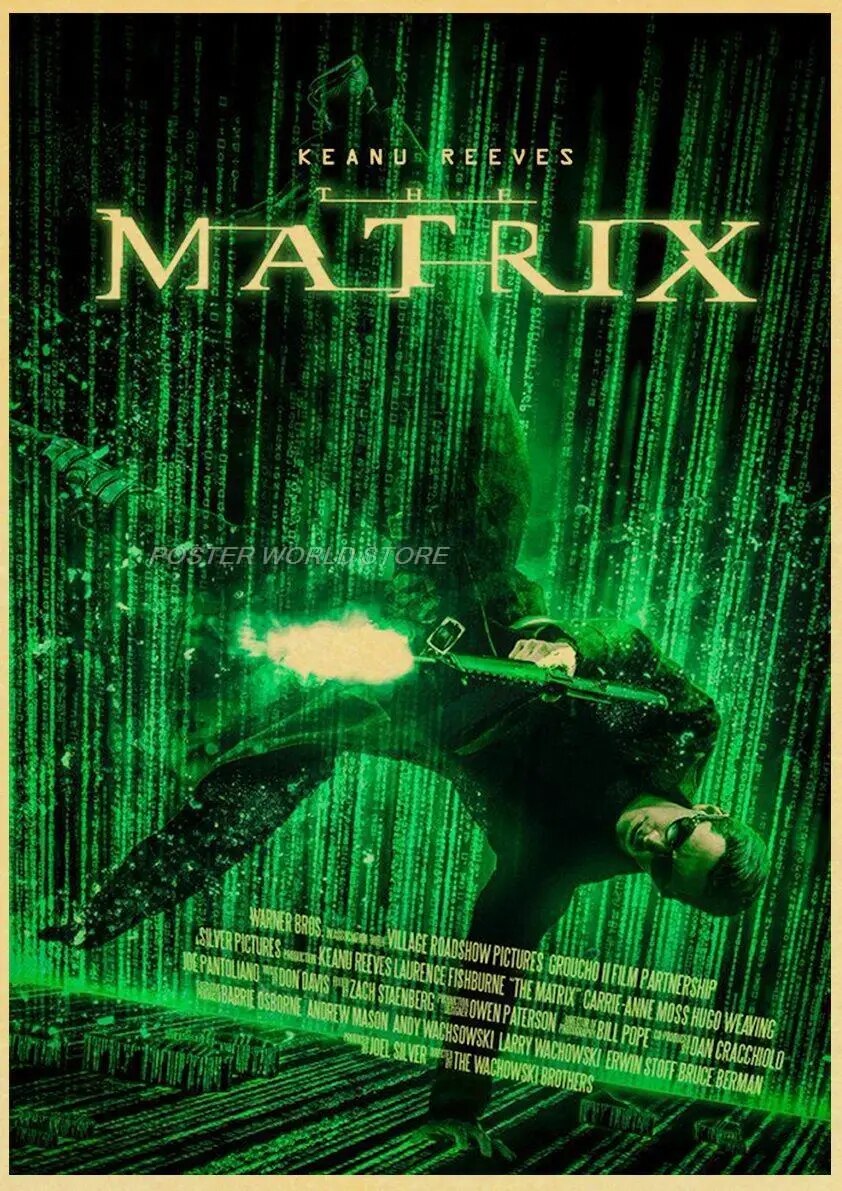 KEANU REEVES
THE
MATRIX
POSTER WORLD STORE
WARNER BROS. VILLAGE ROADSHOW PICTURES GROUCHO II FILM PARTNERSHIP
SILVER PICTURES KEANU REEVES LAURENCE FISHBURNE "THE MATRIX" CARRIE-ANNE MOSS HUGO WEAVING
JOE PANTOLIANO DON DAVIS ZACH STAENBERG OWEN PATERSON BILL POPE DAN CRACCHIOLO
BARRIE OSBORNE ANDREW MASON ANDY WACHSOWSKI LARRY WACHOWSKI ERWIN STOFF BRUCE BERMAN
JOEL SILVER THE WACHOWSKI BROTHERS